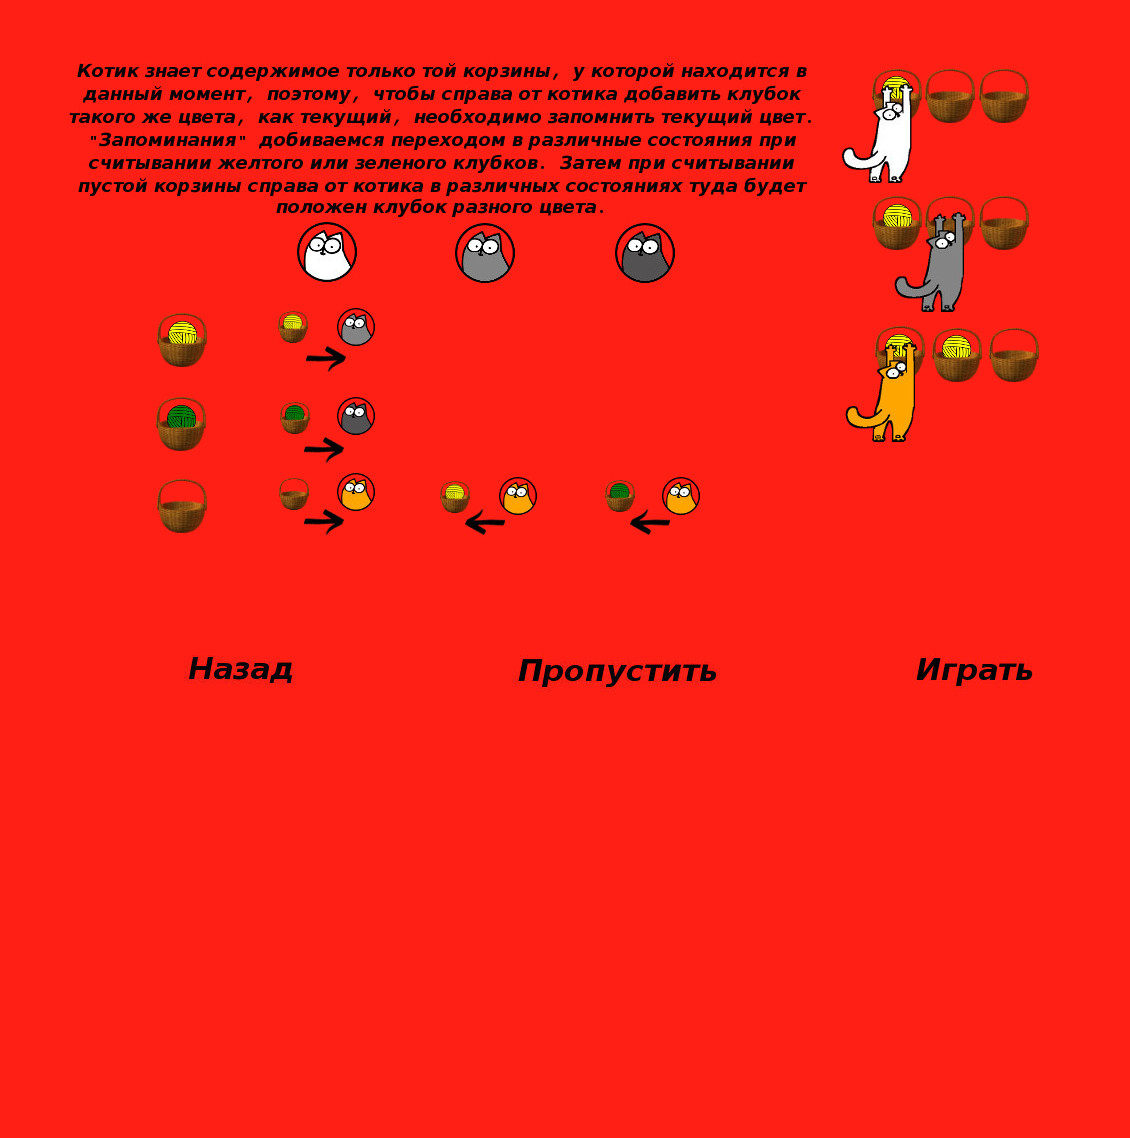 Котик знает содержимое только той корзины, у которой находится в
данный момент, поэтому, чтобы справа от котика добавить клубок
такого же цвета, как текущий, необходимо запомнить текущий цвет.
"Запоминания" добиваемся переходом в различные состояния при
считывании желтого или зеленого клубков. Затем при считывании
пустой корзины справа от котика в различных состояниях туда будет
положен клубок разного цвета.
Назад
Пропустить
Играть